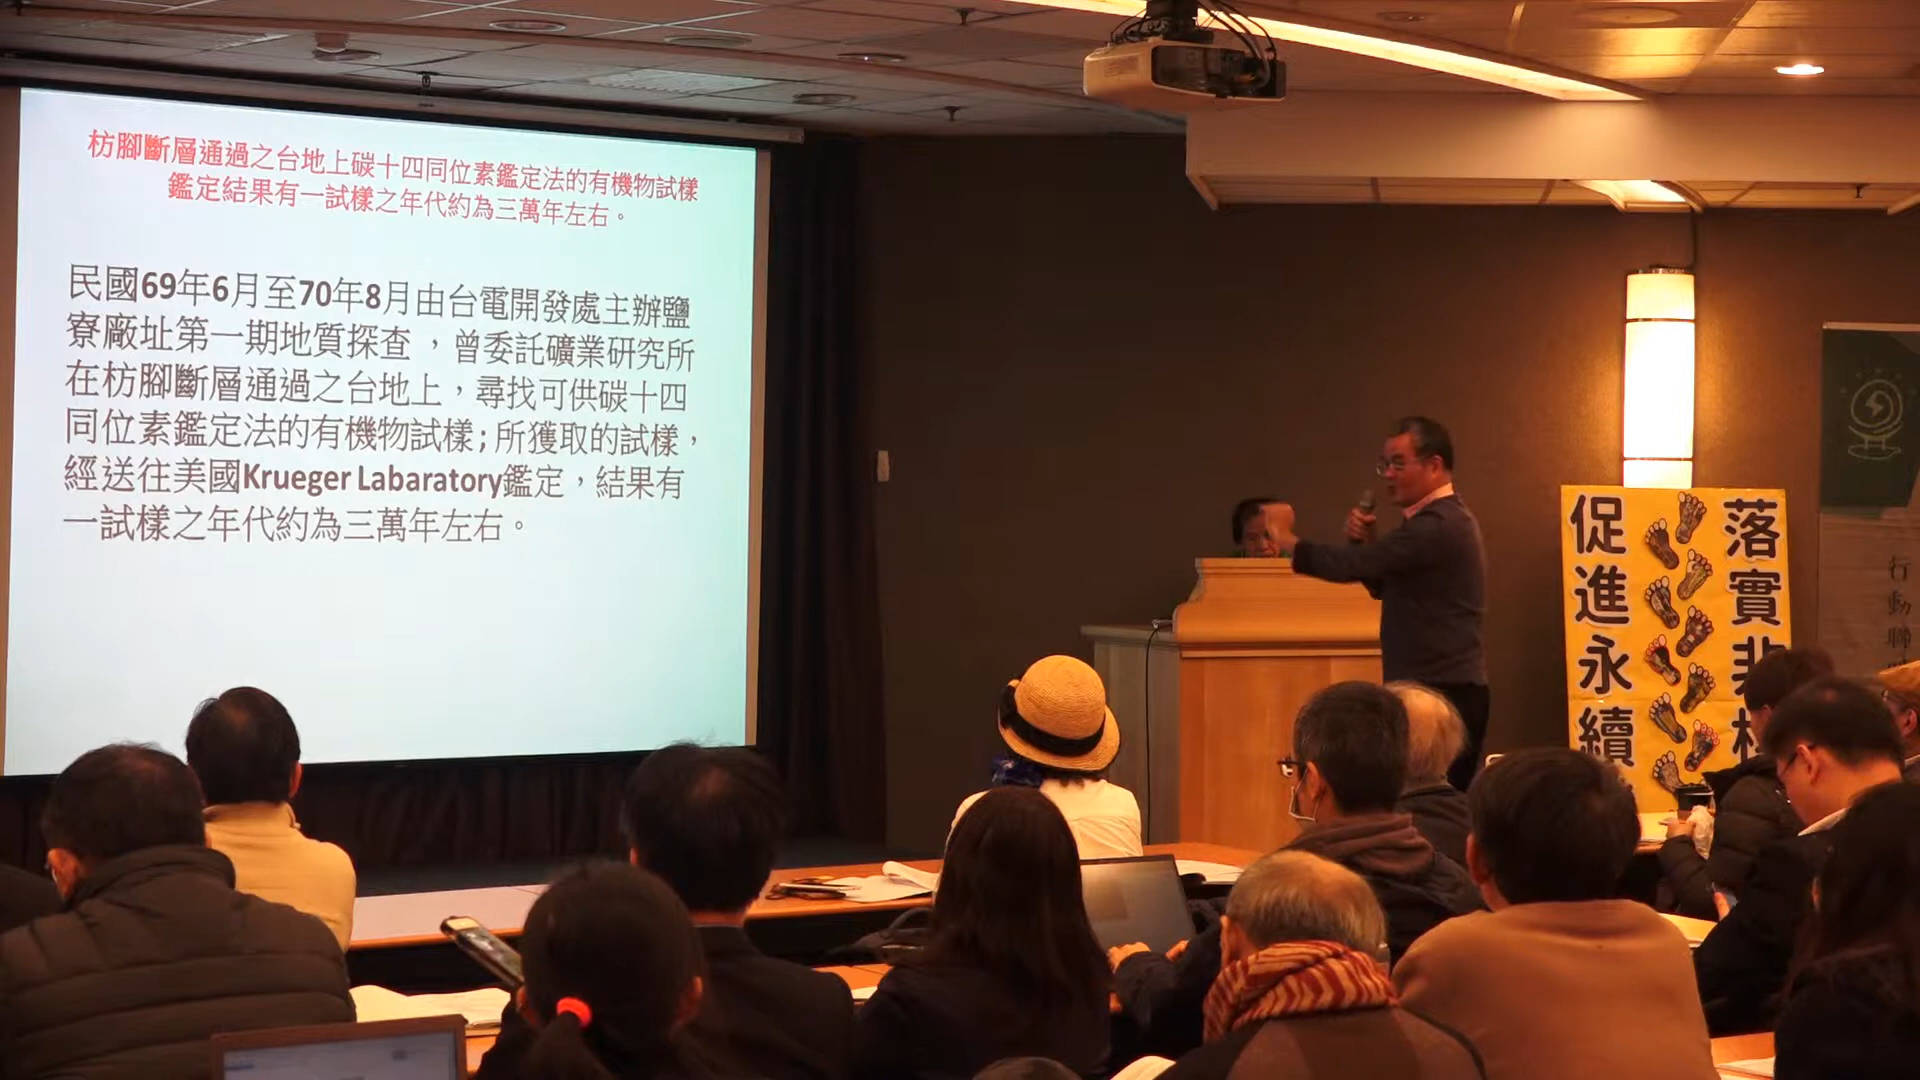 枋腳斷層通過之台地上碳十四同位素鑑定法的有機物試樣
鑑定結果有一試樣之年代約為三萬年左右。
民國69年6月至70年8月由台電開發處主辦鹽
寮廠址第一期地質探查，曾委託礦業研究所
在枋腳斷層通過之台地上，尋找可供碳十四
同位素鑑定法的有機物試樣;所獲取的試樣，
經送往美國Krueger Labaratory鑑定，結果有
一試樣之年代約為三萬年左右。
落實非核
促進永續
行動聯